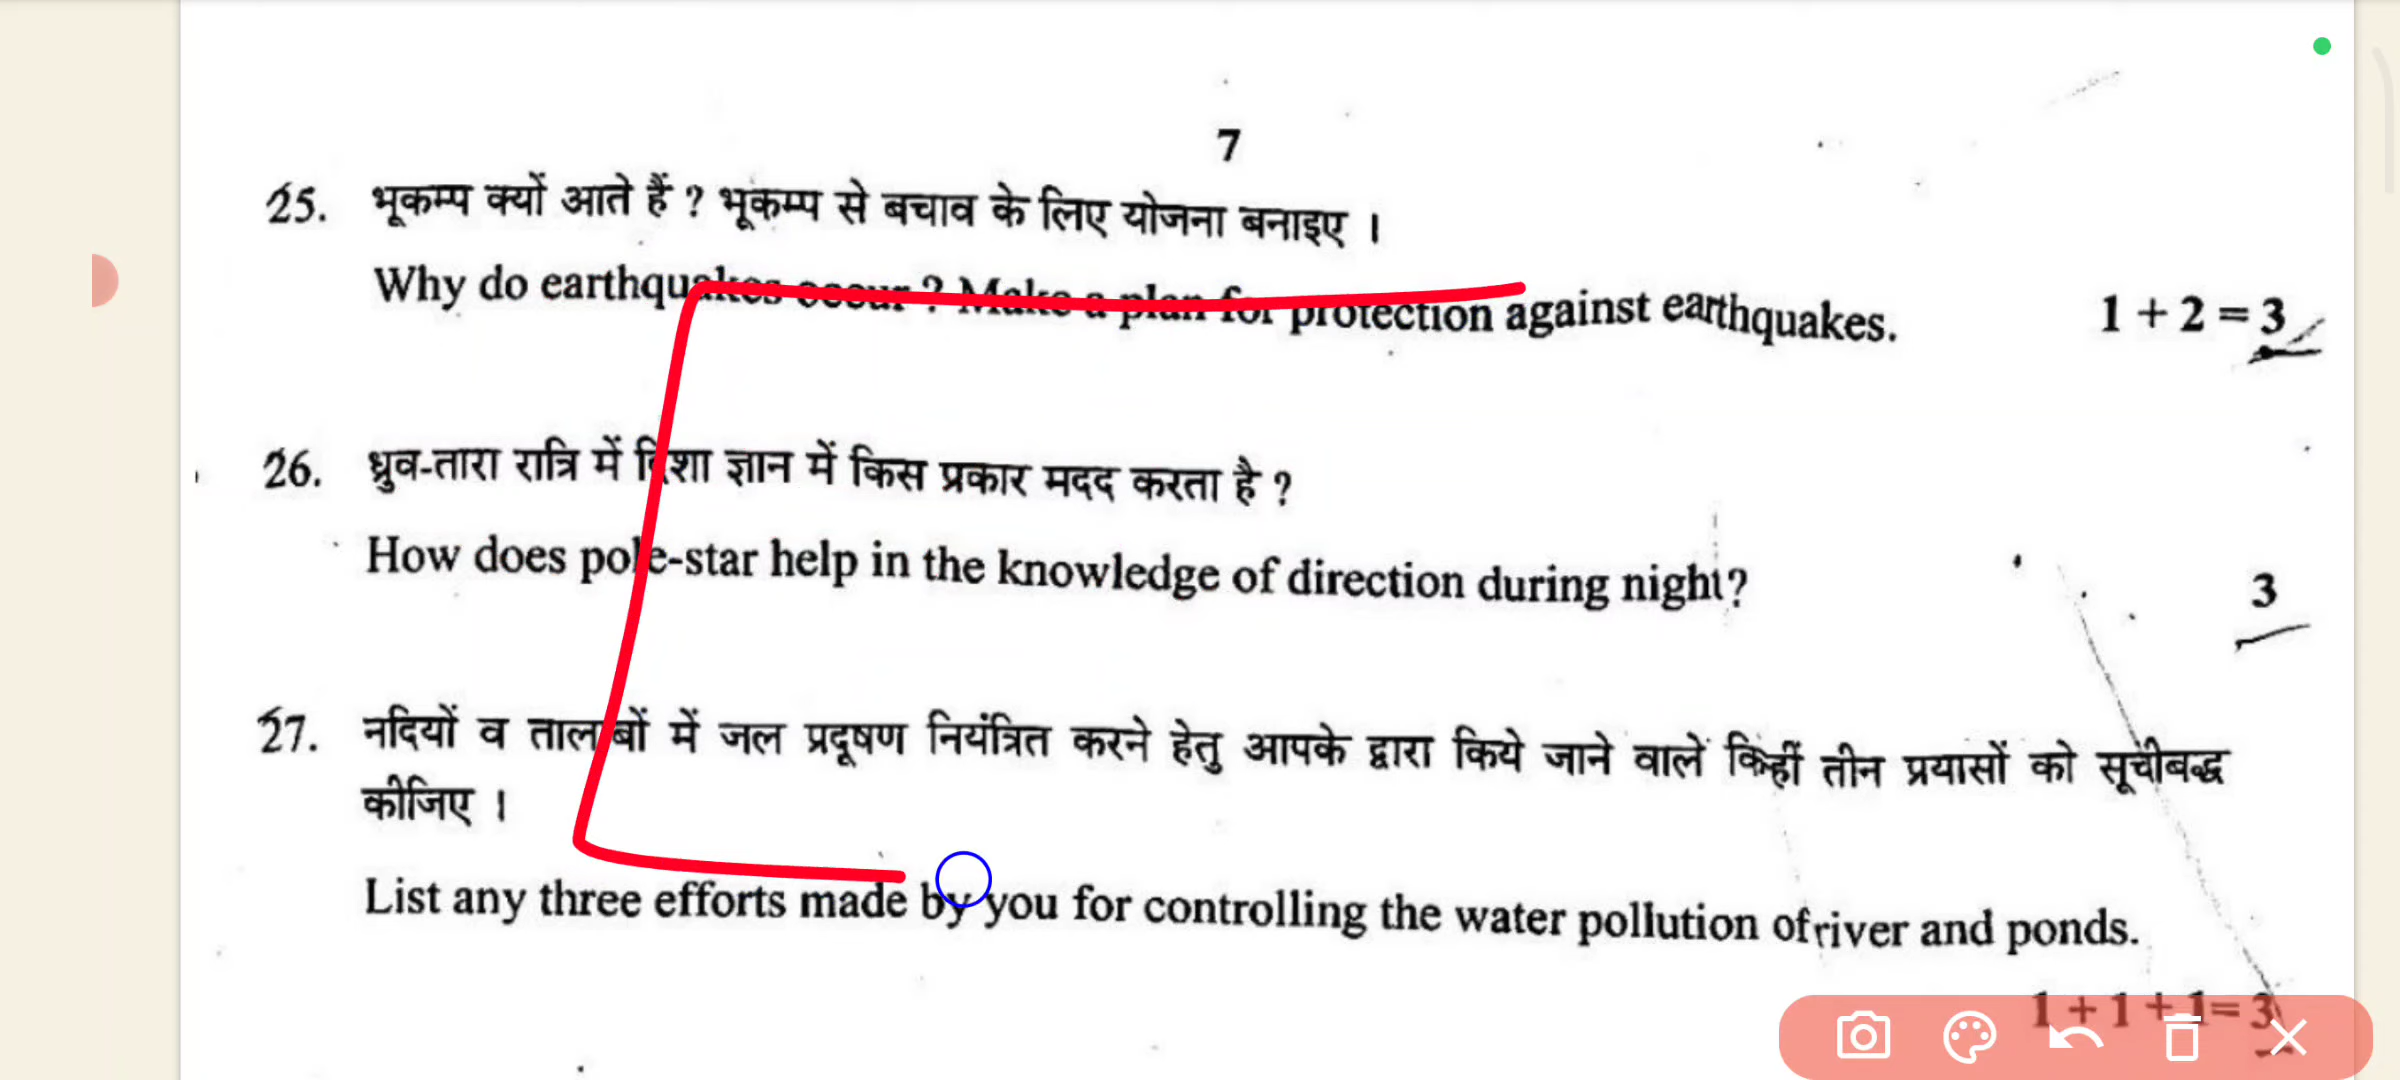 7
25. भूकम्प क्यों आते हैं ? भूकम्प से बचाव के लिए योजना बनाइए ।
Why do earthquakes occur ? Make a plan for protection against earthquakes. 1 + 2 = 3
26. ध्रुव-तारा रात्रि में दिशा ज्ञान में किस प्रकार मदद करता है ?
How does pole-star help in the knowledge of direction during night? 3
27. नदियों व तालाबों में जल प्रदूषण नियंत्रित करने हेतु आपके द्वारा किये जाने वाले किन्हीं तीन प्रयासों को सूचीबद्ध
कीजिए ।
List any three efforts made by you for controlling the water pollution of river and ponds.
1 + 1 + 1 = 3